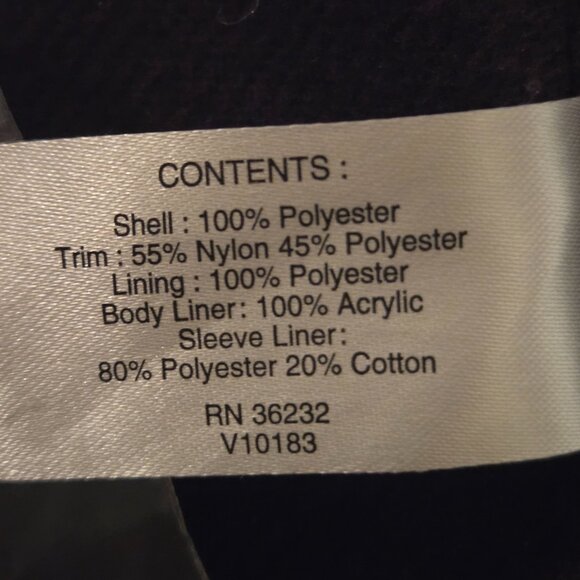 CONTENTS :
Shell : 100% Polyester
Trim : 55% Nylon 45% Polyester
Lining : 100% Polyester
Body Liner: 100% Acrylic
Sleeve Liner:
80% Polyester 20% Cotton
RN 36232
V10183